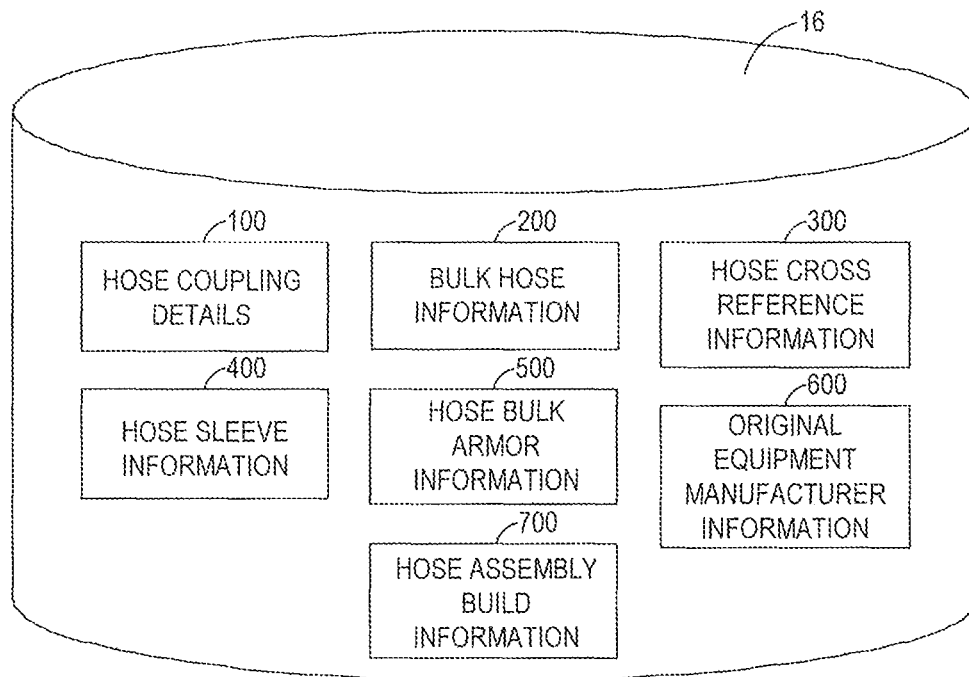 16
100
HOSE COUPLING
DETAILS
200
BULK HOSE
INFORMATION
300
HOSE CROSS
REFERENCE
INFORMATION
400
HOSE SLEEVE
INFORMATION
500
HOSE BULK
ARMOR
INFORMATION
600
ORIGINAL
EQUIPMENT
MANUFACTURER
INFORMATION
700
HOSE ASSEMBLY
BUILD
INFORMATION